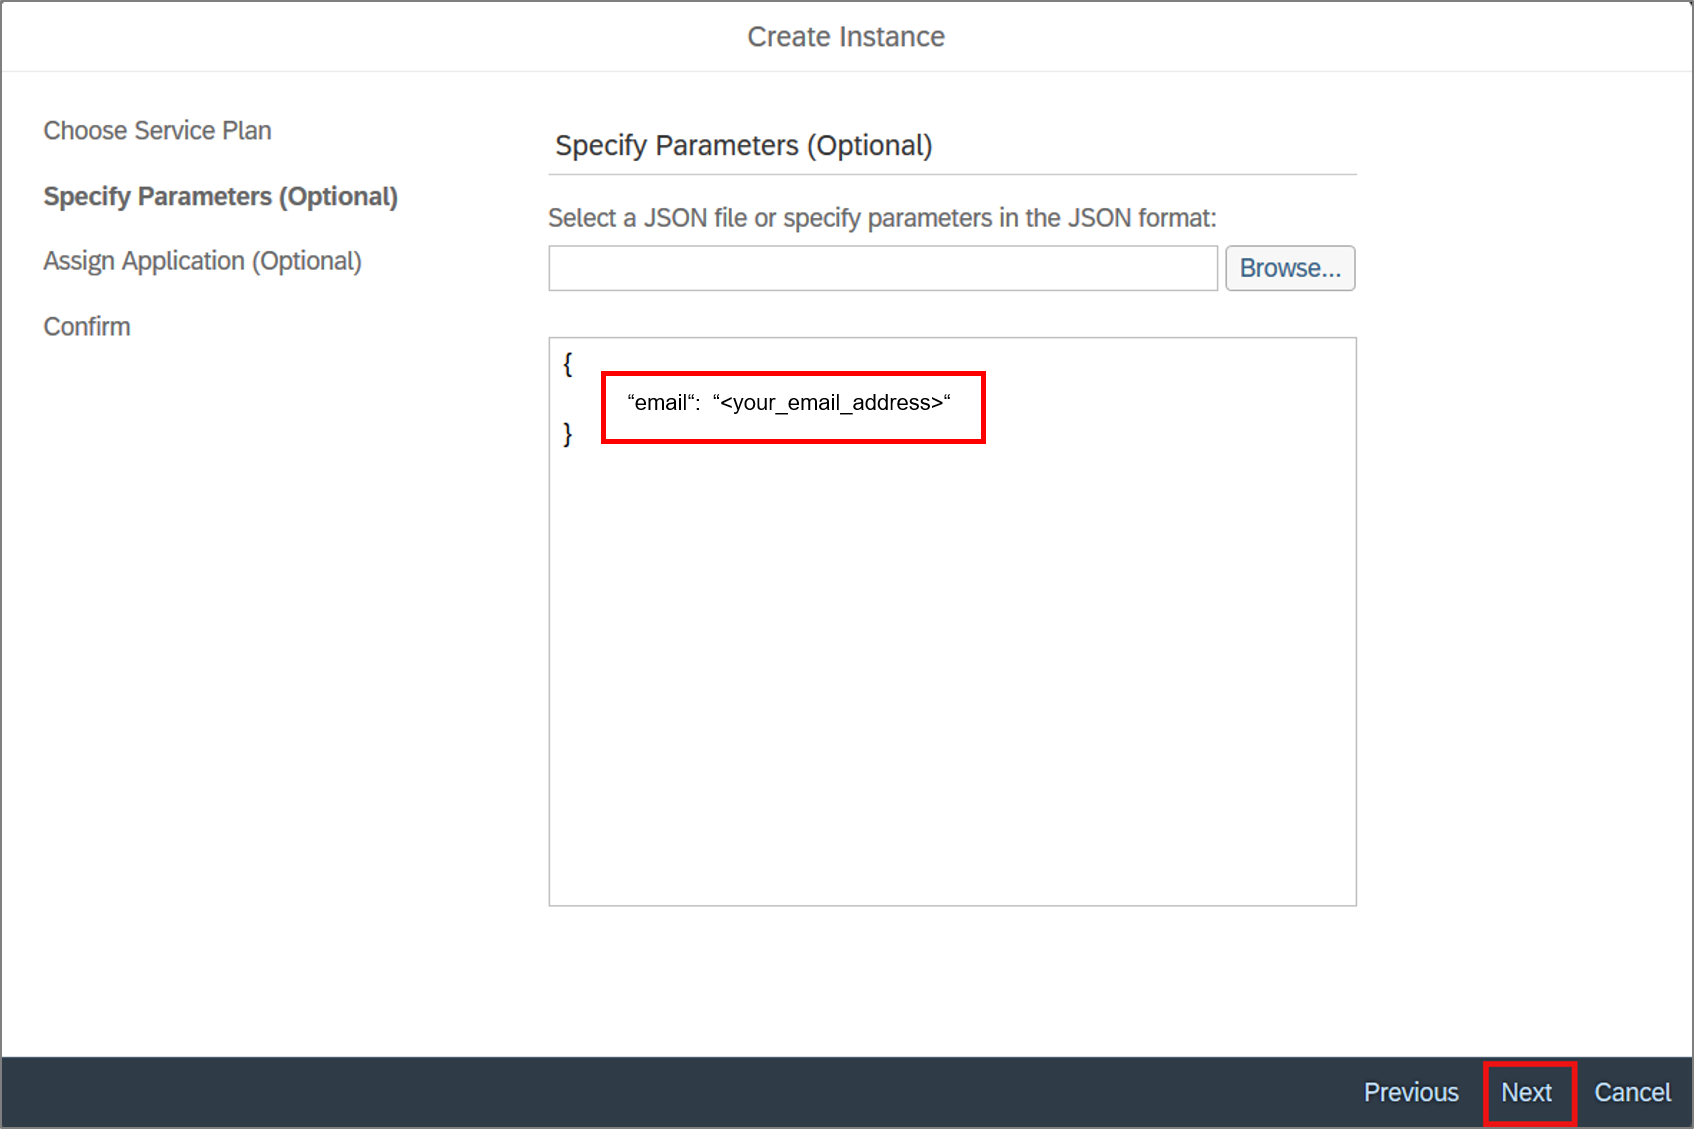 Create Instance
Choose Service Plan
Specify Parameters (Optional)
Assign Application (Optional)
Confirm
Specify Parameters (Optional)
Select a JSON file or specify parameters in the JSON format:
Browse...
{
“email“: “<your_email_address>“
}
Previous
Next
Cancel